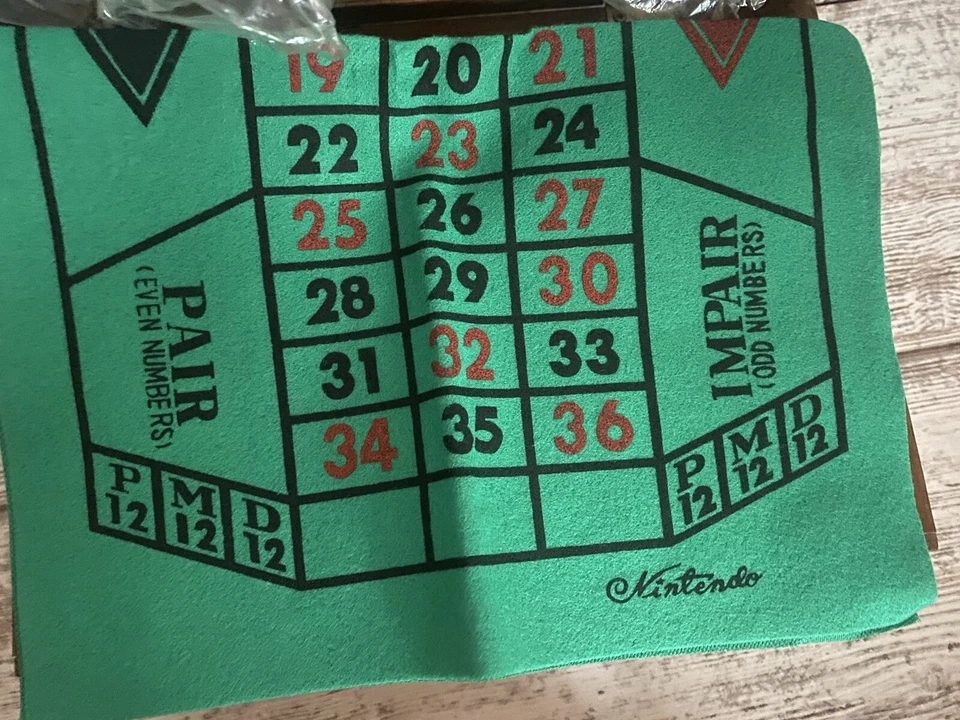 19 20 21
22 23 24
25 26 27
28 29 30
31 32 33
34 35 36
PAIR
(EVEN NUMBERS)
IMPAIR
(ODD NUMBERS)
P 12
M 12
D 12
P 12
M 12
D 12
Nintendo